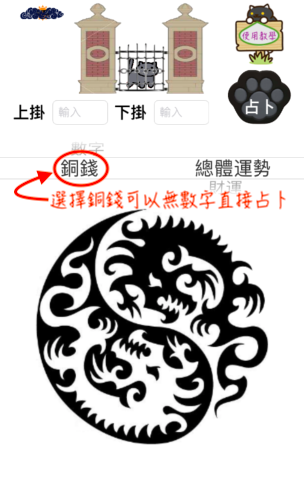 使用教學
上掛 輸入 下掛 輸入 占卜
數字
銅錢 總體運勢
財運
選擇銅錢可以無數字直接占卜